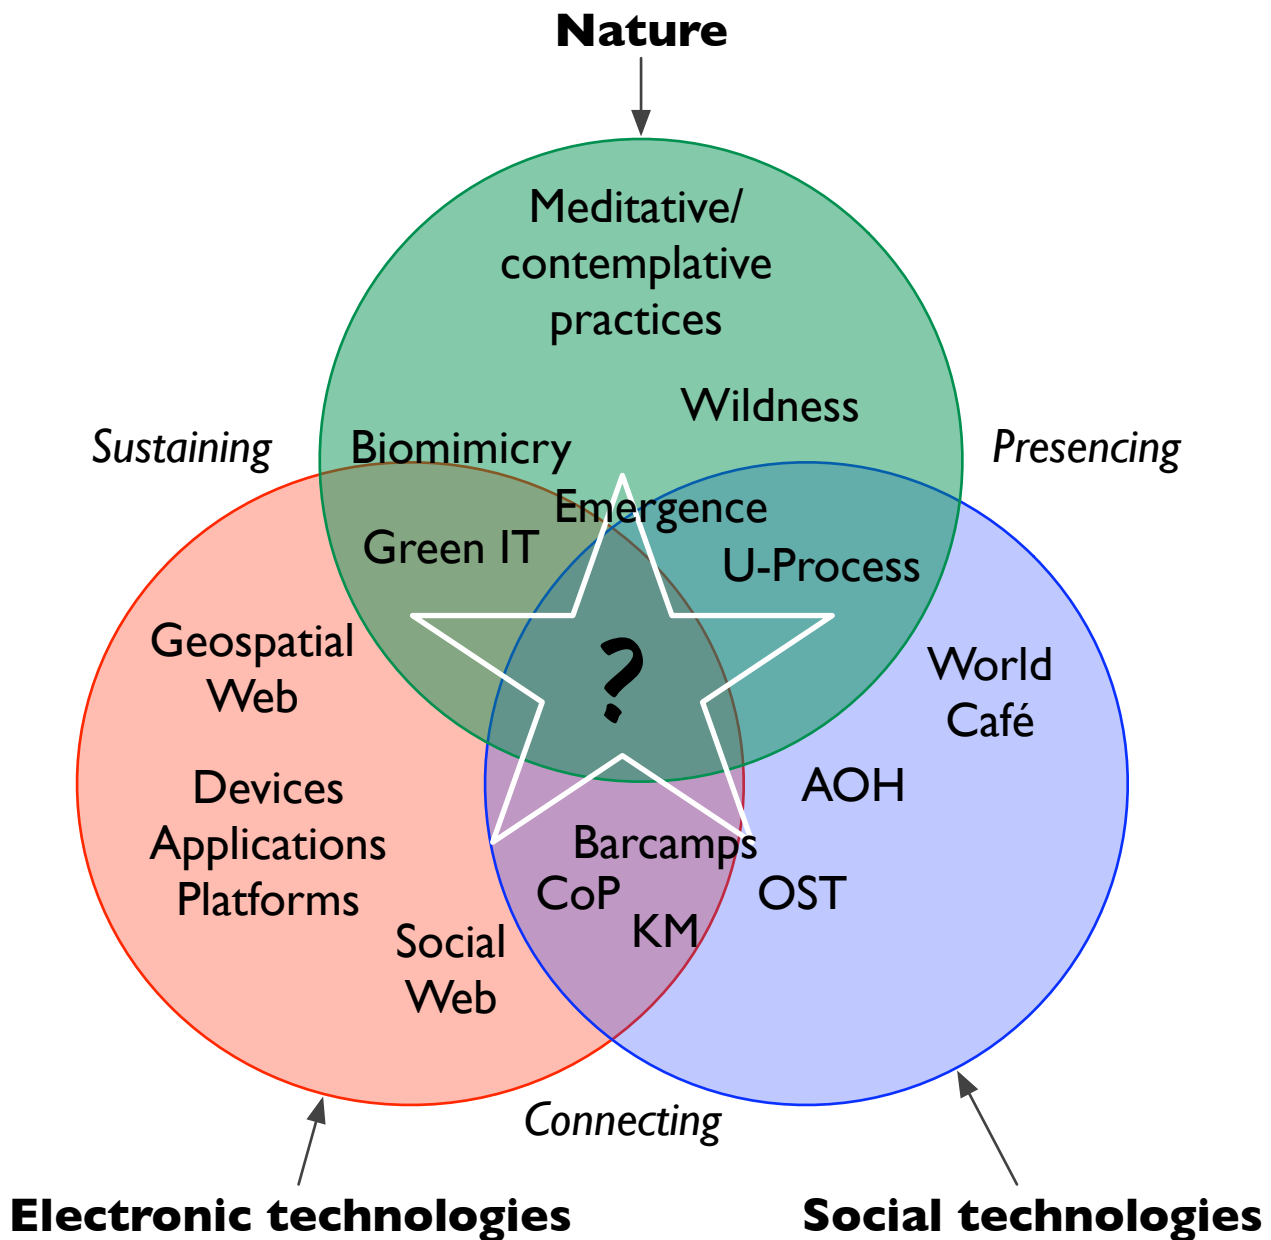 Nature
Meditative/
contemplative
practices
Wildness
Sustaining
Biomimicry
Presencing
Emergence
Green IT
U-Process
Geospatial
Web
?
World
Café
Devices
Applications
Platforms
AOH
Barcamps
CoP
OST
KM
Social
Web
Connecting
Electronic technologies
Social technologies